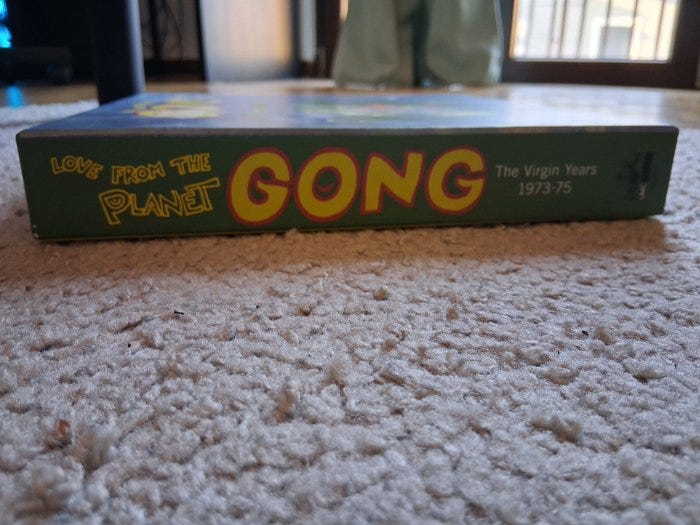 LOVE FROM THE
PLANET
GONG
The Virgin Years
1973-75